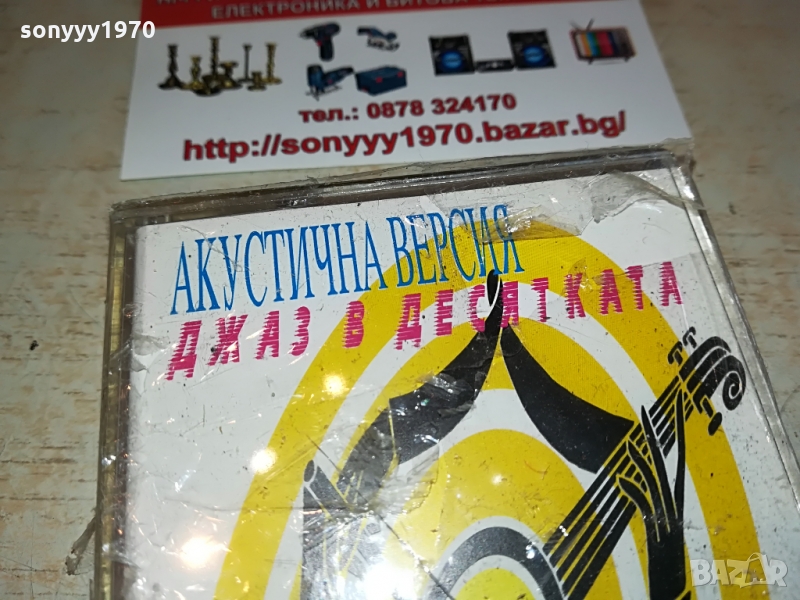 sonyyy1970
ЕЛЕКТРОНИКА И БИТОВА
тел.: 0878 324170
http://sonyyy1970.bazar.bg/
АКУСТИЧНА ВЕРСИЯ
ДЖАЗ В ДЕСЯТКАТА
BAZAR